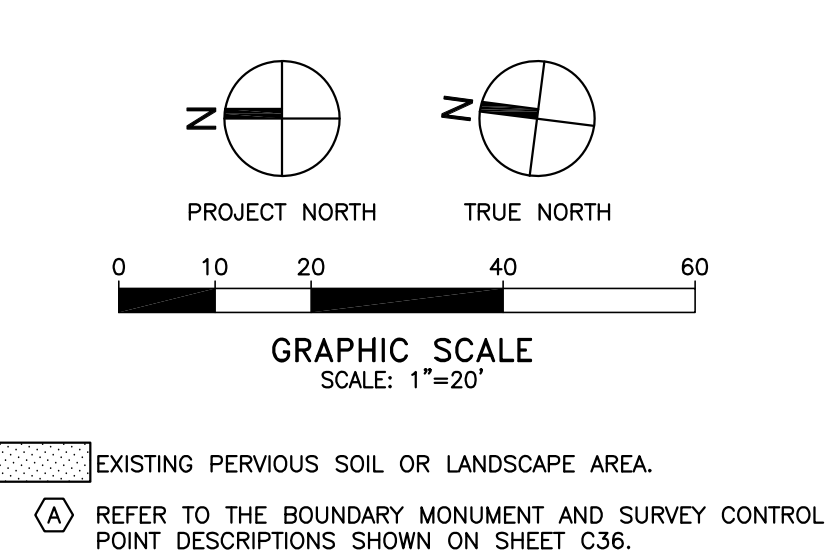 N N
PROJECT NORTH TRUE NORTH
0 10 20 40 60
GRAPHIC SCALE
SCALE: 1"=20'
EXISTING PERVIOUS SOIL OR LANDSCAPE AREA.
A REFER TO THE BOUNDARY MONUMENT AND SURVEY CONTROL
POINT DESCRIPTIONS SHOWN ON SHEET C36.